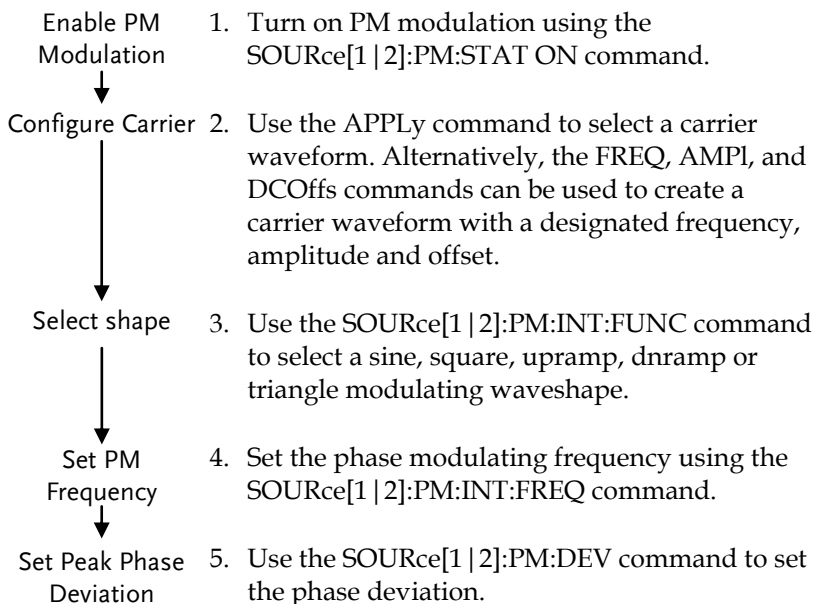 Enable PM
Modulation
1. Turn on PM modulation using the
SOURce[1|2]:PM:STAT ON command.
Configure Carrier
2. Use the APPLy command to select a carrier
waveform. Alternatively, the FREQ, AMPl, and
DCOffs commands can be used to create a
carrier waveform with a designated frequency,
amplitude and offset.
Select shape
3. Use the SOURce[1|2]:PM:INT:FUNC command
to select a sine, square, upramp, dnramp or
triangle modulating waveshape.
Set PM
Frequency
4. Set the phase modulating frequency using the
SOURce[1|2]:PM:INT:FREQ command.
Set Peak Phase
Deviation
5. Use the SOURce[1|2]:PM:DEV command to set
the phase deviation.